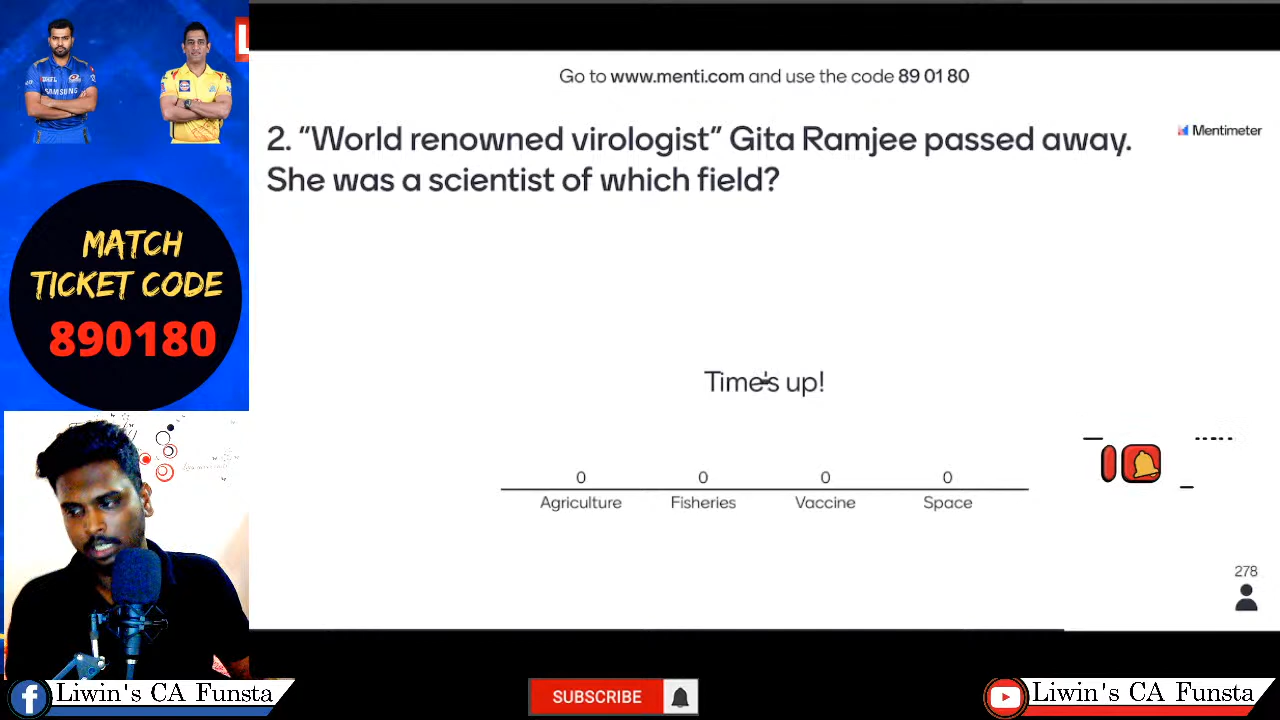 L
Go to www.menti.com and use the code 89 01 80
Mentimeter
2. “World renowned virologist” Gita Ramjee passed away.
She was a scientist of which field?
MATCH
TICKET CODE
890180
Time's up!
0 0 0 0
Agriculture Fisheries Vaccine Space
278
Liwin's CA Funsta
SUBSCRIBE
Liwin's CA Funsta
SAMSUNG